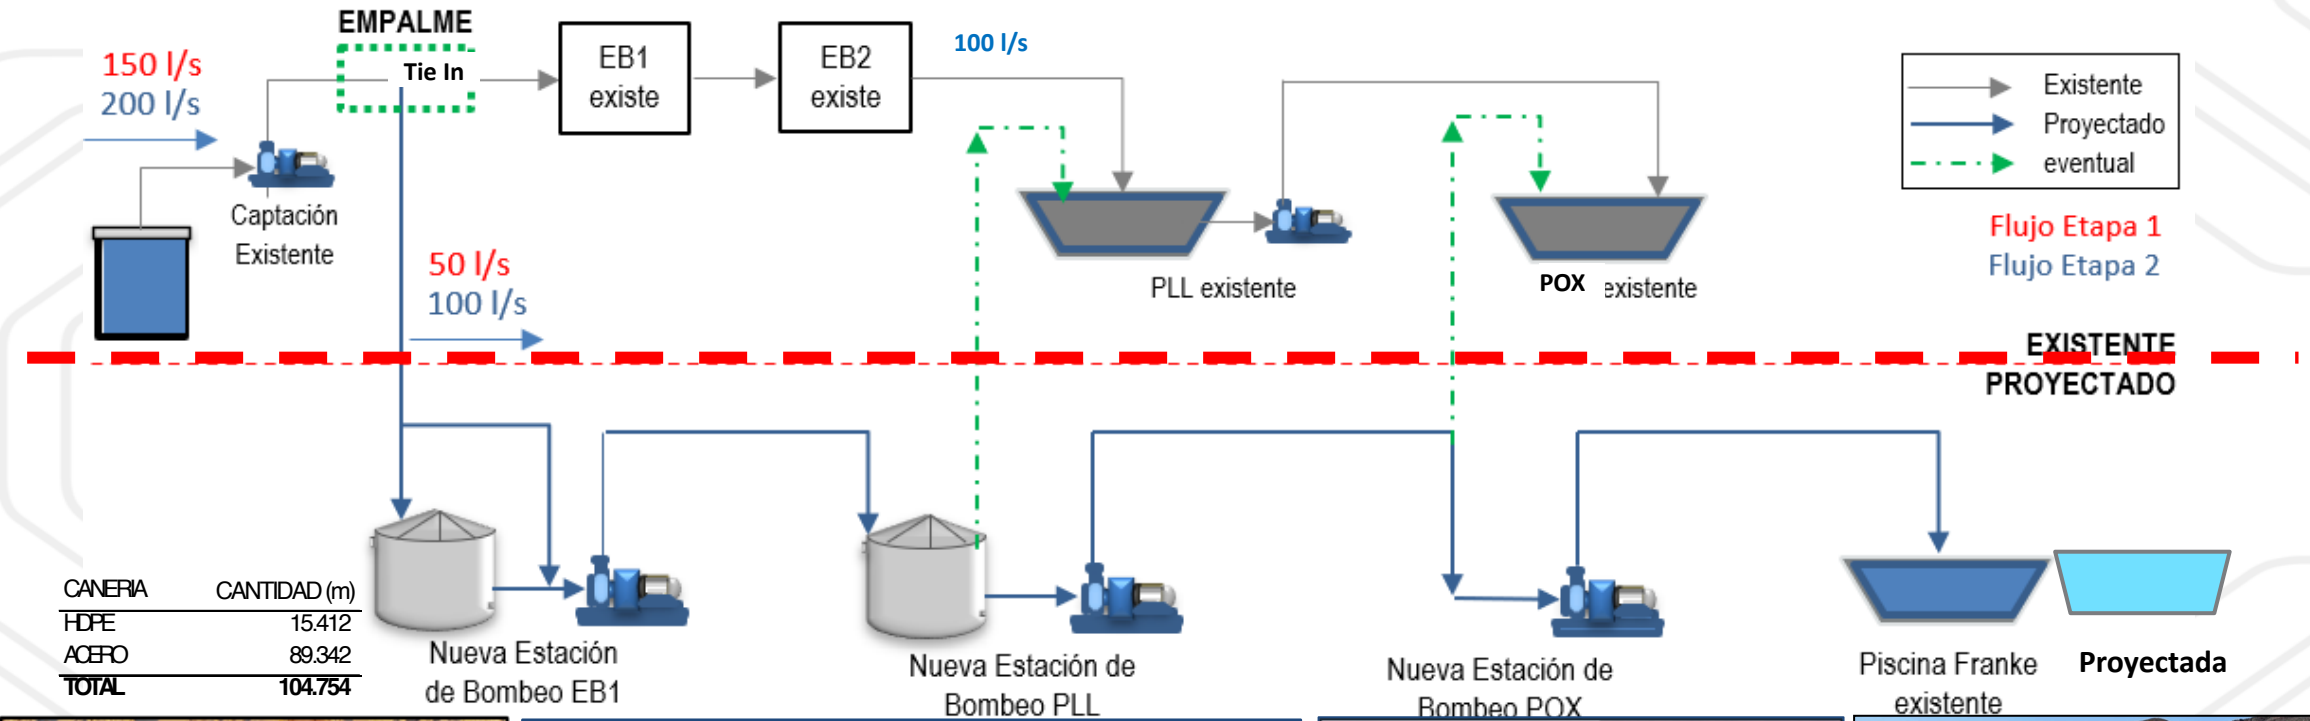 EMPALME
150 l/s
200 l/s
Tie In
EB1
existe
EB2
existe
100 l/s
Existente
Proyectado
eventual
Captación
Existente
50 l/s
100 l/s
PLL existente
POX existente
Flujo Etapa 1
Flujo Etapa 2
EXISTENTE
PROYECTADO
CANERIA CANTIDAD (m)
HDPE 15.412
ACERO 89.342
TOTAL 104.754
Nueva Estación
de Bombeo EB1
Nueva Estación de
Bombeo PLL
Nueva Estación de
Bombeo POX
Piscina Franke
existente
Proyectada